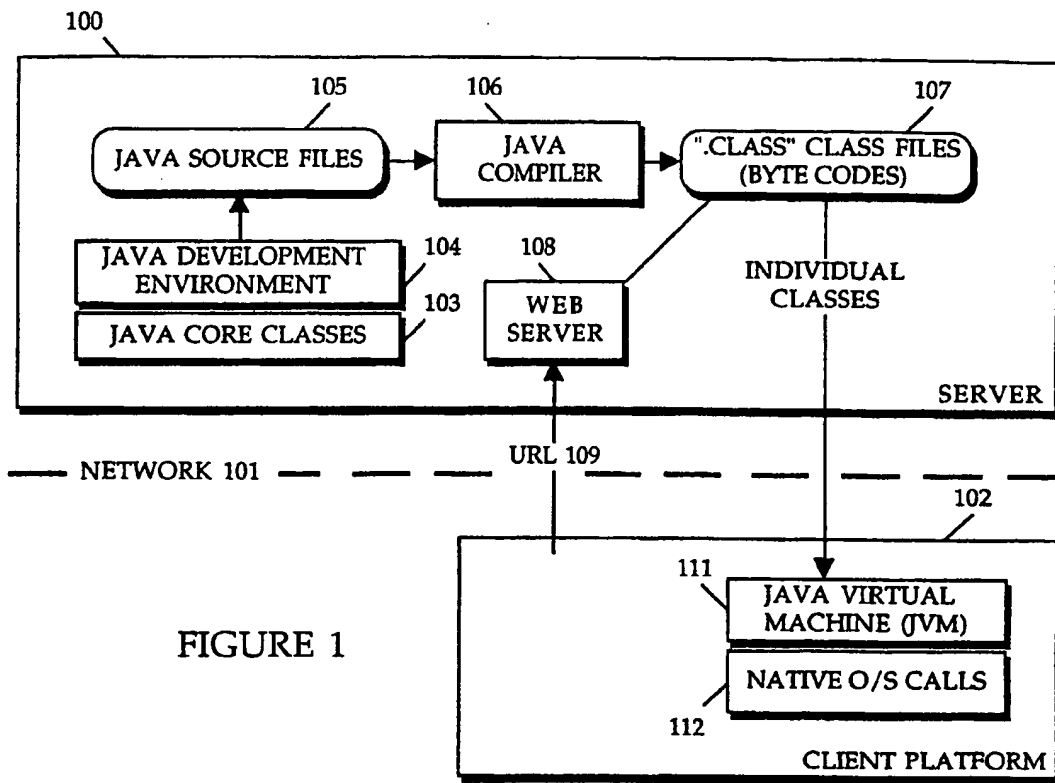 100
105
106
107
JAVA SOURCE FILES
JAVA
COMPILER
".CLASS" CLASS FILES
(BYTE CODES)
JAVA DEVELOPMENT
ENVIRONMENT
104
JAVA CORE CLASSES
103
108
WEB
SERVER
INDIVIDUAL
CLASSES
SERVER
NETWORK 101
URL 109
102
111
JAVA VIRTUAL
MACHINE (JVM)
NATIVE O/S CALLS
112
CLIENT PLATFORM
FIGURE 1